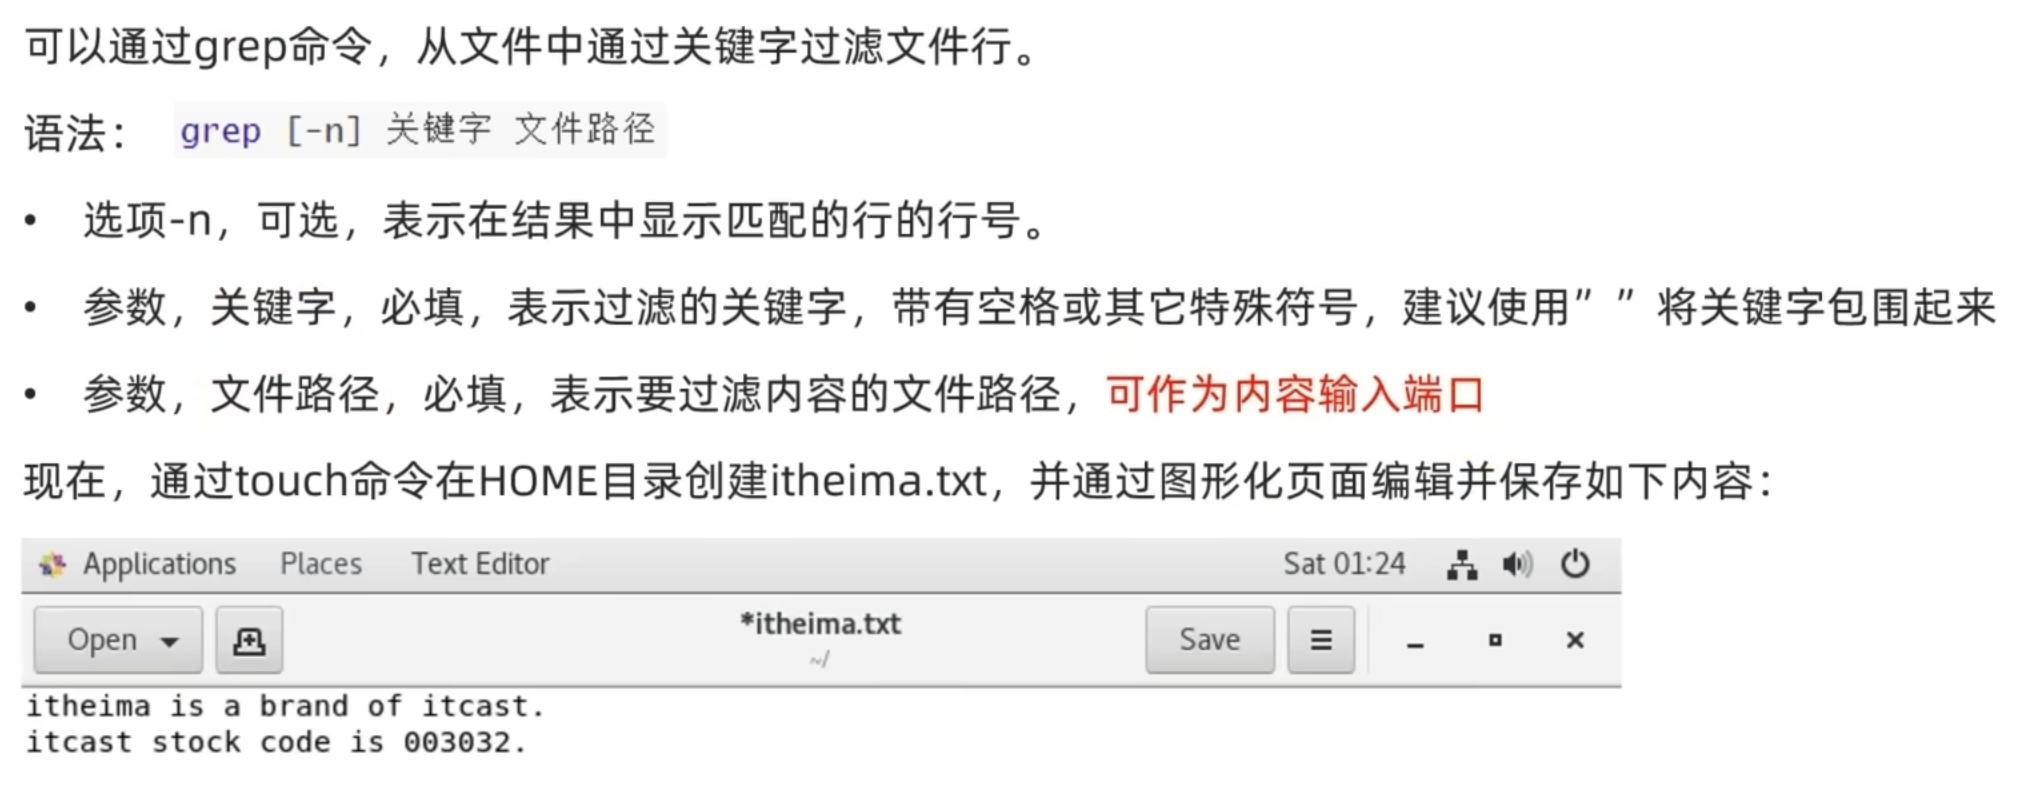 可以通过grep命令，从文件中通过关键字过滤文件行。
语法： grep [-n] 关键字 文件路径
• 选项-n，可选，表示在结果中显示匹配的行的行号。
• 参数，关键字，必填，表示过滤的关键字，带有空格或其它特殊符号，建议使用” ”将关键字包围起来
• 参数，文件路径，必填，表示要过滤内容的文件路径，可作为内容输入端口
现在，通过touch命令在HOME目录创建itheima.txt，并通过图形化页面编辑并保存如下内容：
Applications Places Text Editor Sat 01:24
Open *itheima.txt Save
~/
itheima is a brand of itcast.
itcast stock code is 003032.